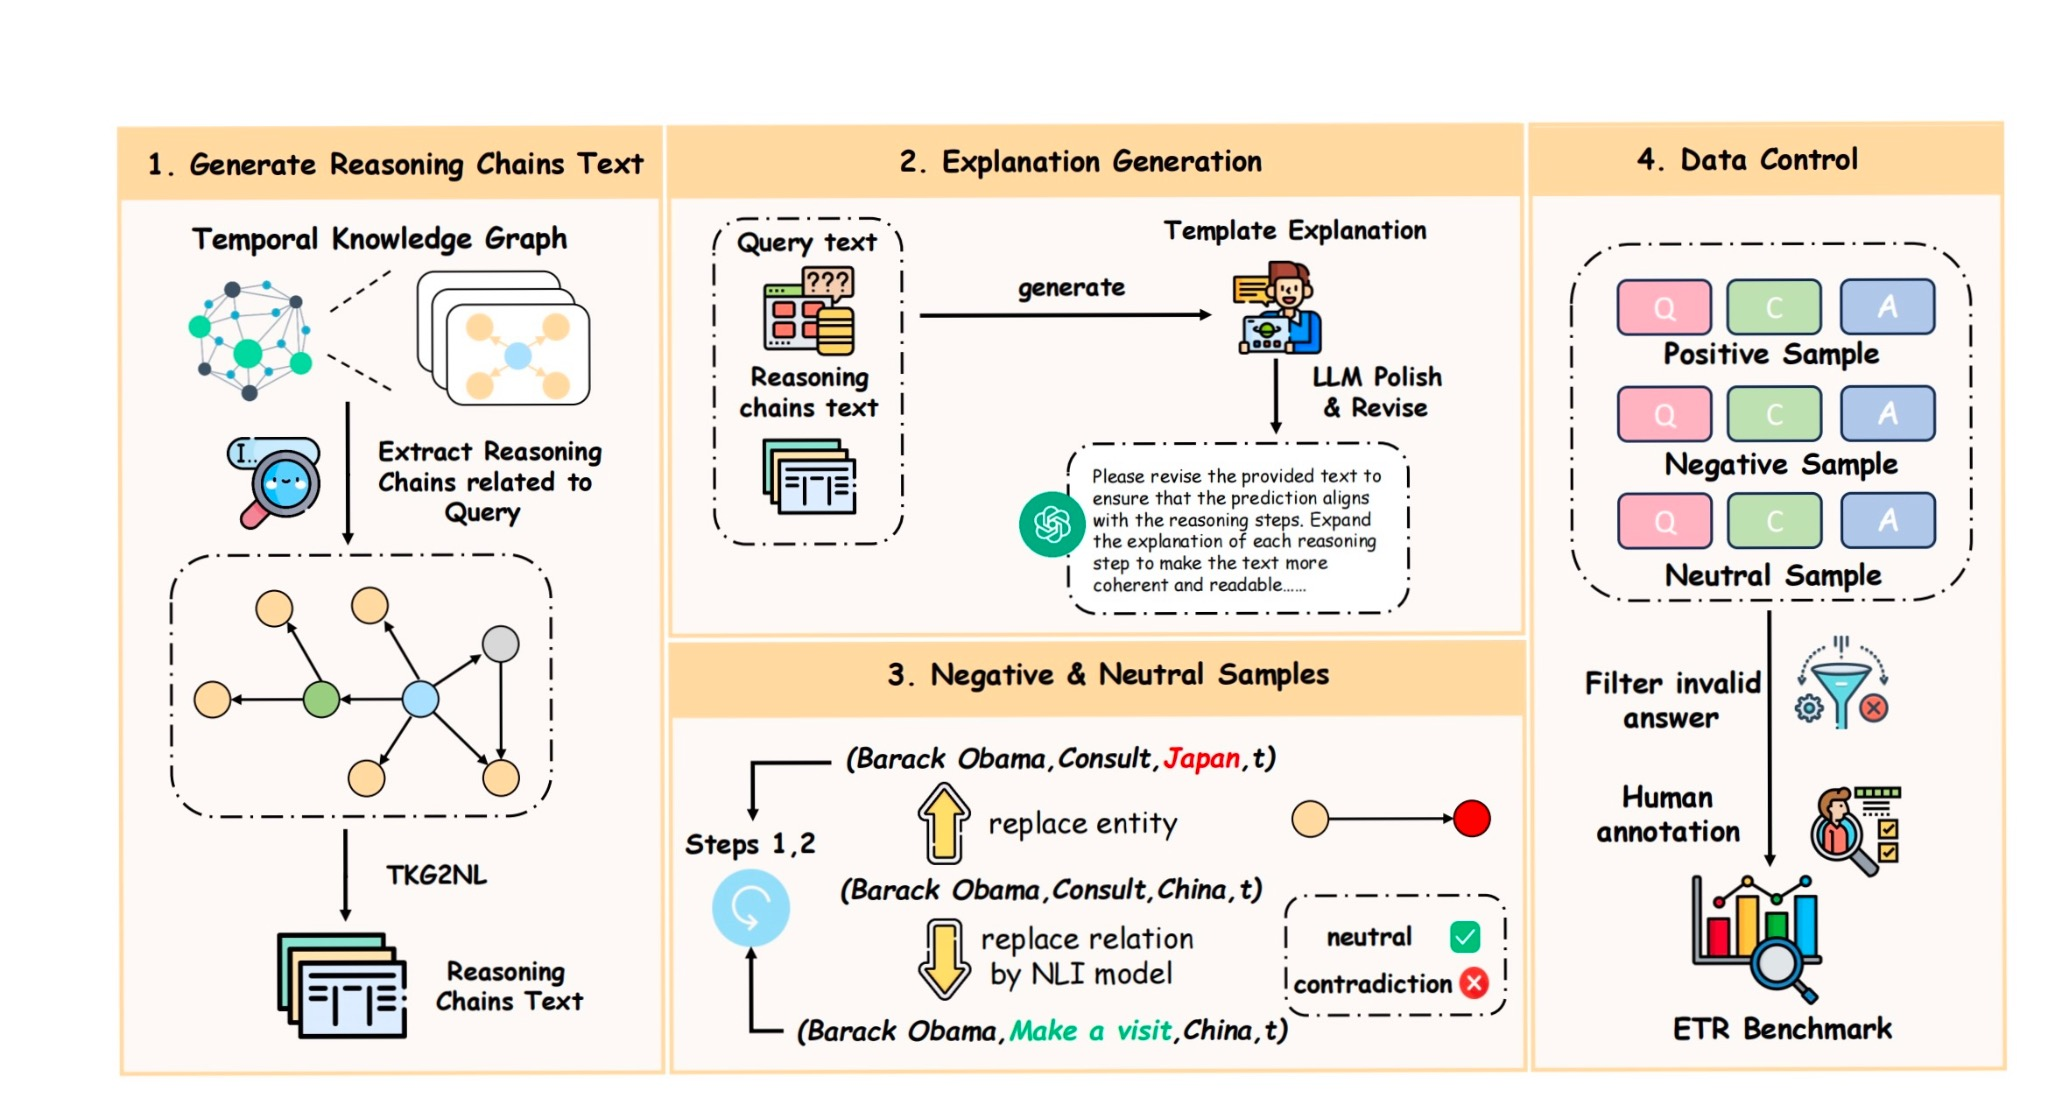 1. Generate Reasoning Chains Text
Temporal Knowledge Graph
I..
Extract Reasoning
Chains related to
Query
TKG2NL
Reasoning
Chains Text
2. Explanation Generation
Query text
???
Reasoning
chains text
generate
Template Explanation
LLM Polish
& Revise
Please revise the provided text to
ensure that the prediction aligns
with the reasoning steps. Expand
the explanation of each reasoning
step to make the text more
coherent and readable......
3. Negative & Neutral Samples
(Barack Obama,Consult,Japan,t)
replace entity
Steps 1,2
(Barack Obama,Consult,China,t)
replace relation
by NLI model
neutral
contradiction
(Barack Obama,Make a visit,China,t)
4. Data Control
Q C A
Positive Sample
Q C A
Negative Sample
Q C A
Neutral Sample
Filter invalid
answer
Human
annotation
ETR Benchmark